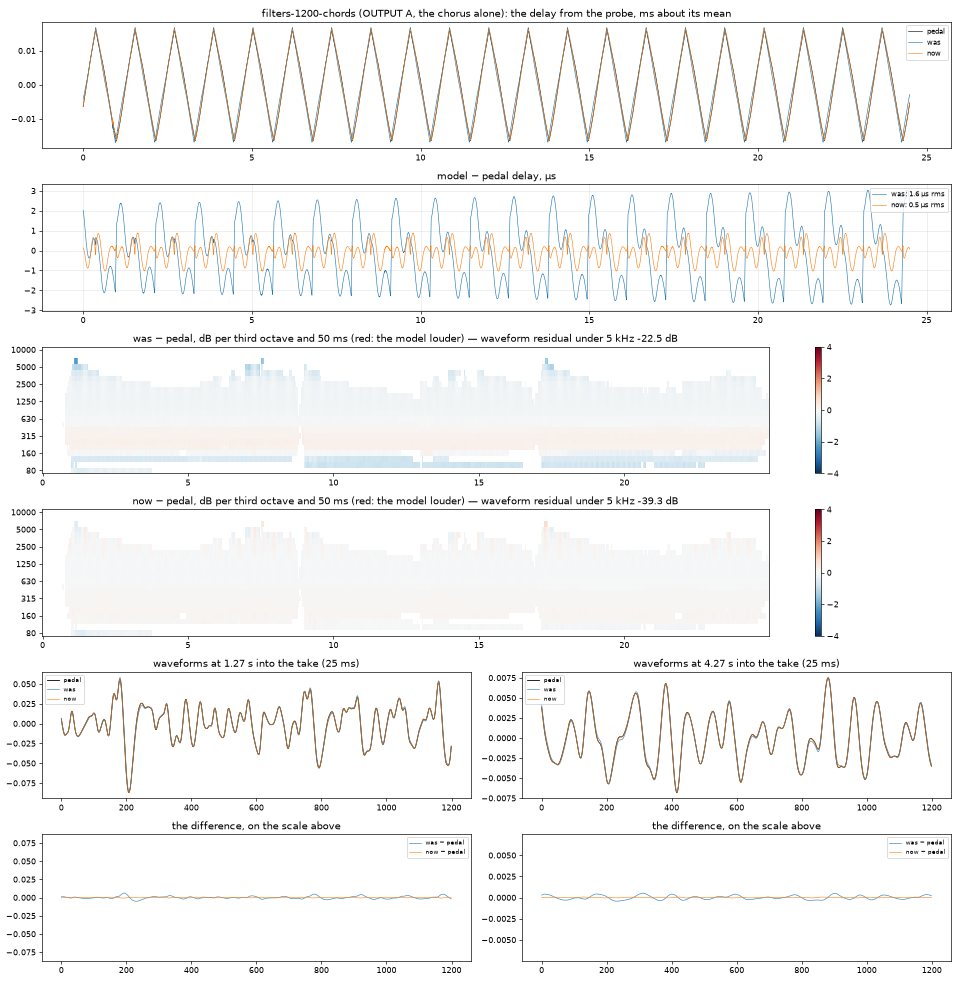 filters-1200-chords (OUTPUT A, the chorus alone): the delay from the probe, ms about its mean
0.01
0.00
−0.01
pedal
was
now
0 5 10 15 20 25
model − pedal delay, µs
3
2
1
0
−1
−2
−3
was: 1.6 µs rms
now: 0.5 µs rms
0 5 10 15 20 25
was − pedal, dB per third octave and 50 ms (red: the model louder) — waveform residual under 5 kHz -22.5 dB
10000
5000
2500
1250
630
315
160
80
0 5 10 15 20
4
2
0
−2
−4
now − pedal, dB per third octave and 50 ms (red: the model louder) — waveform residual under 5 kHz -39.3 dB
10000
5000
2500
1250
630
315
160
80
0 5 10 15 20
4
2
0
−2
−4
waveforms at 1.27 s into the take (25 ms)
0.050
0.025
0.000
−0.025
−0.050
−0.075
pedal
was
now
0 200 400 600 800 1000 1200
waveforms at 4.27 s into the take (25 ms)
0.0075
0.0050
0.0025
0.0000
−0.0025
−0.0050
−0.0075
pedal
was
now
0 200 400 600 800 1000 1200
the difference, on the scale above
0.075
0.050
0.025
0.000
−0.025
−0.050
−0.075
was − pedal
now − pedal
0 200 400 600 800 1000 1200
the difference, on the scale above
0.0050
0.0025
0.0000
−0.0025
−0.0050
was − pedal
now − pedal
0 200 400 600 800 1000 1200